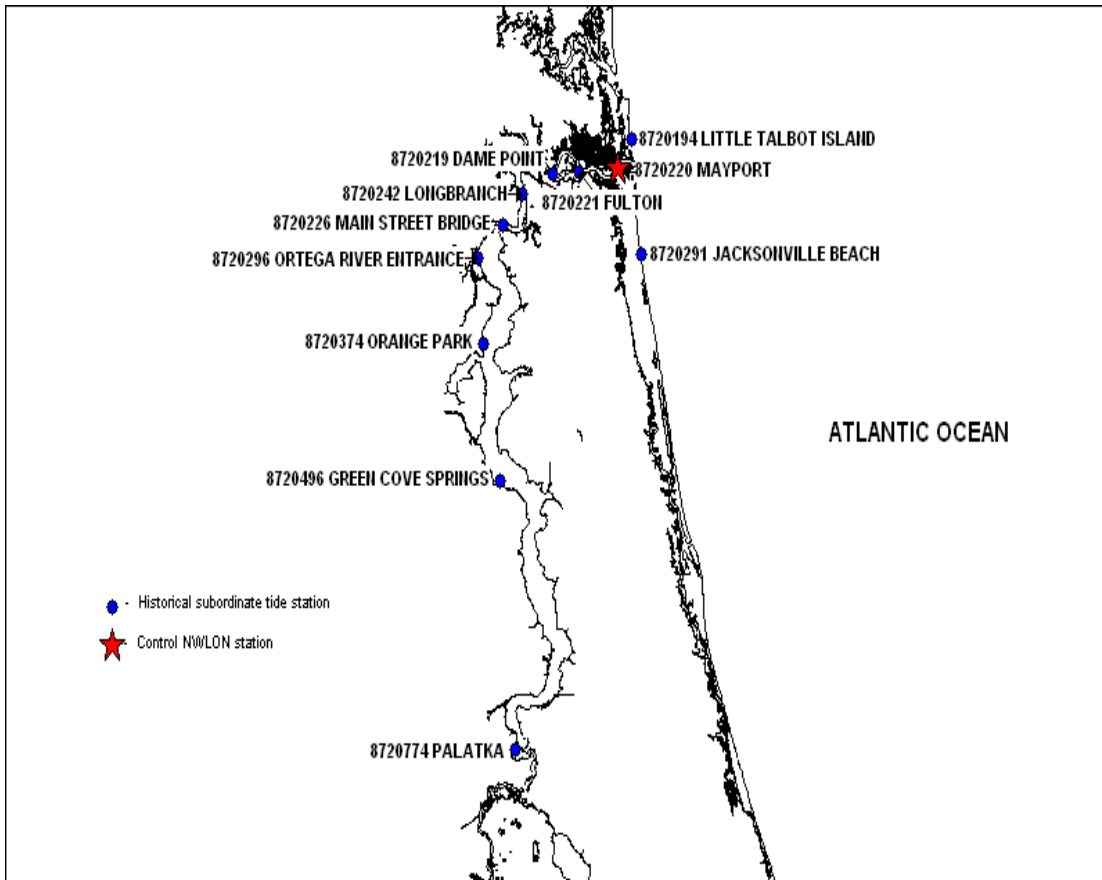 8720194 LITTLE TALBOT ISLAND
8720219 DAME POINT
8720220 MAYPORT
8720242 LONGBRANCH
8720221 FULTON
8720226 MAIN STREET BRIDGE
8720296 ORTEGA RIVER ENTRANCE
8720291 JACKSONVILLE BEACH
8720374 ORANGE PARK
ATLANTIC OCEAN
8720496 GREEN COVE SPRINGS
- Historical subordinate tide station
- Control NWLON station
8720774 PALATKA